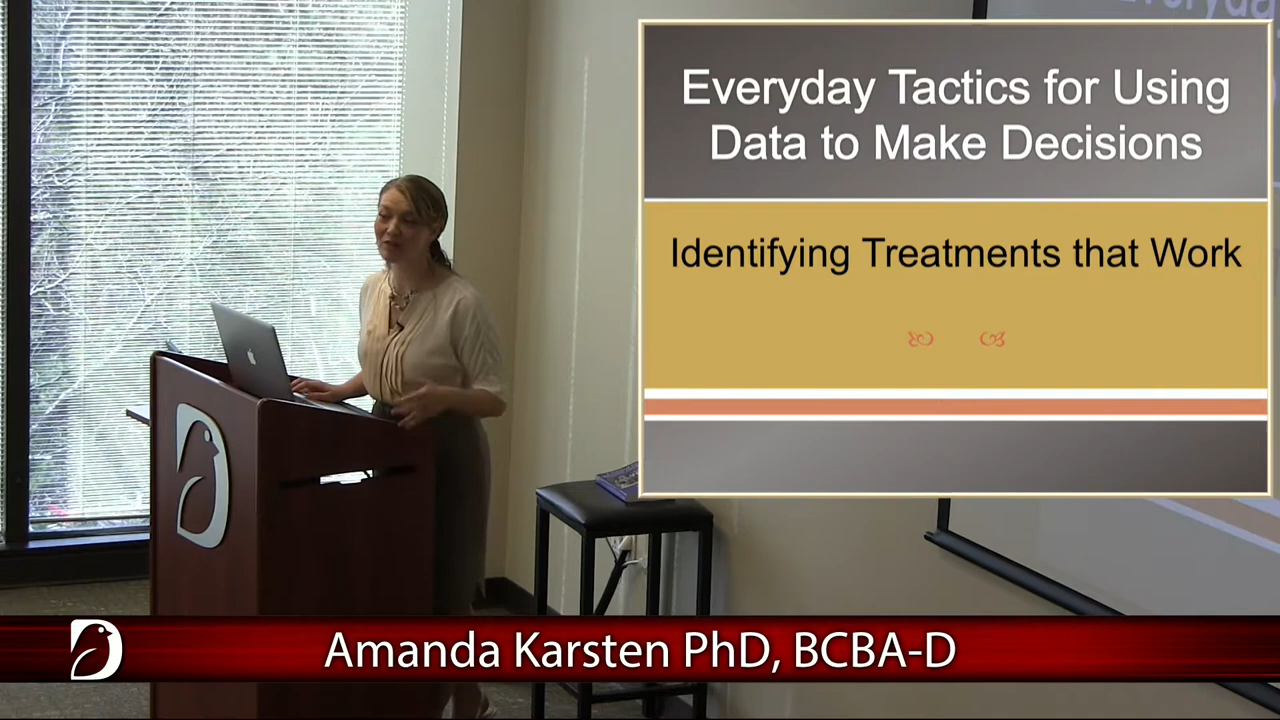 Everyday Tactics for Using
Data to Make Decisions
Identifying Treatments that Work
Amanda Karsten PhD, BCBA-D